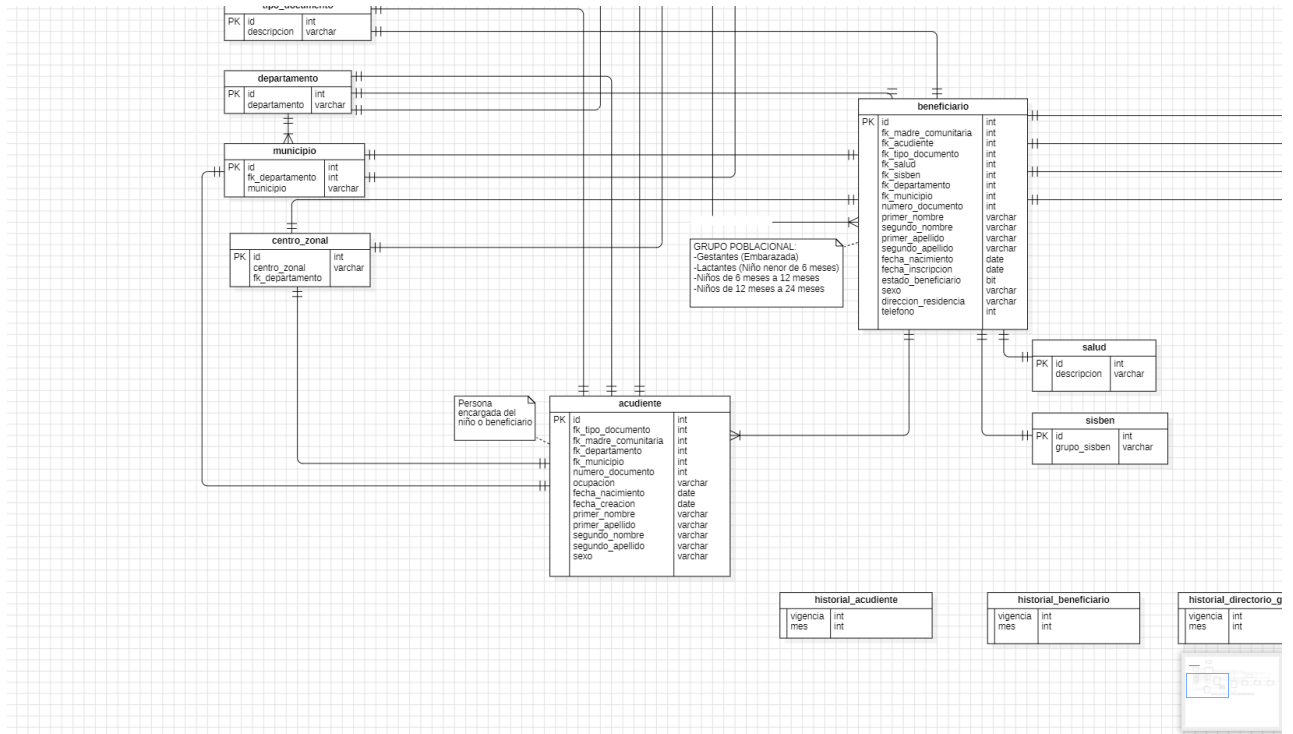 tipo_documento
PK id int
descripcion varchar
departamento
PK id int
departamento varchar
municipio
PK id int
fk_departamento int
municipio varchar
centro_zonal
PK id int
centro_zonal varchar
fk_departamento
beneficiario
PK id int
fk_madre_comunitaria int
fk_acudiente int
fk_tipo_documento int
fk_salud int
fk_sisben int
fk_departamento int
fk_municipio int
numero_documento int
primer_nombre varchar
segundo_nombre varchar
primer_apellido varchar
segundo_apellido varchar
fecha_nacimiento date
fecha_inscripcion date
estado_beneficiario bit
sexo varchar
direccion_residencia varchar
telefono int
GRUPO POBLACIONAL:
-Gestantes (Embarazada)
-Lactantes (Niño nenor de 6 meses)
-Niños de 6 meses a 12 meses
-Niños de 12 meses a 24 meses
salud
PK id int
descripcion varchar
sisben
PK id int
grupo_sisben varchar
Persona
encargada del
niño o beneficiario
acudiente
PK id int
fk_tipo_documento int
fk_madre_comunitaria int
fk_departamento int
fk_municipio int
numero_documento int
ocupacion varchar
fecha_nacimiento date
fecha_creacion date
primer_nombre varchar
primer_apellido varchar
segundo_nombre varchar
segundo_apellido varchar
sexo varchar
historial_acudiente
vigencia int
mes int
historial_beneficiario
vigencia int
mes int
historial_directorio_g
vigencia int
mes int